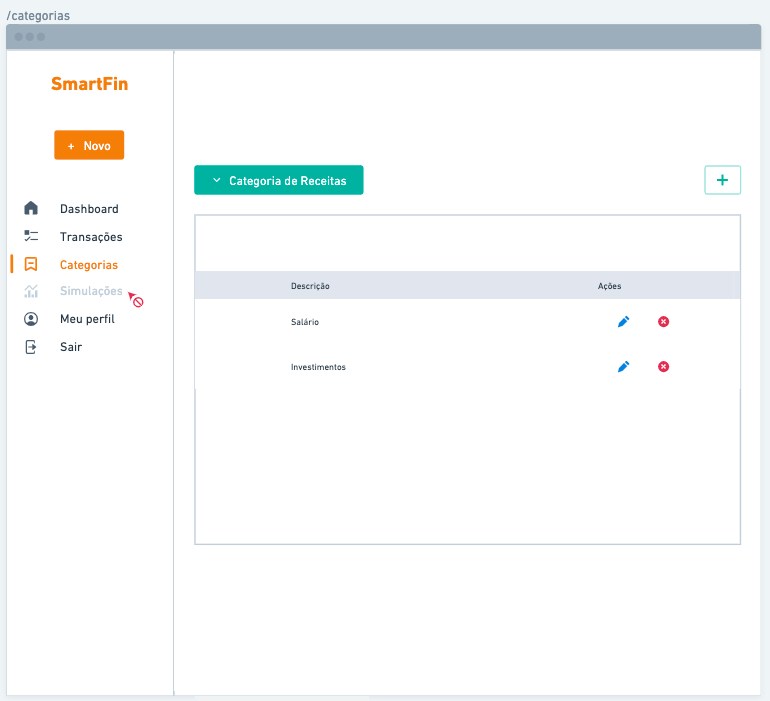 /categorias
SmartFin
+ Novo
Dashboard
Transações
Categorias
Simulações
Meu perfil
Sair
Categoria de Receitas
+
Descrição Ações
Salário
Investimentos